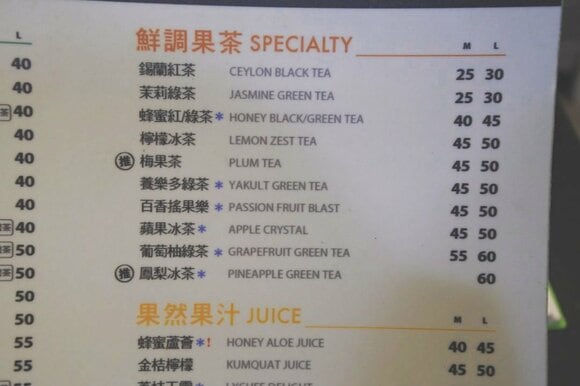 L
40
40
40
40
40
40
40
40
50
50
50
50
55
55
鮮調果茶 SPECIALTY M L
錫蘭紅茶 CEYLON BLACK TEA 25 30
茉莉綠茶 JASMINE GREEN TEA 25 30
蜂蜜紅/綠茶 * HONEY BLACK/GREEN TEA 40 45
檸檬冰茶 LEMON ZEST TEA 45 50
推 梅果茶 PLUM TEA 45 50
養樂多綠茶 * YAKULT GREEN TEA 45 50
百香搖果樂 * PASSION FRUIT BLAST 45 50
蘋果冰茶 * APPLE CRYSTAL 45 50
葡萄柚綠茶 * GRAPEFRUIT GREEN TEA 55 60
推 鳳梨冰茶 * PINEAPPLE GREEN TEA 60
果然果汁 JUICE M L
蜂蜜蘆薈 *! HONEY ALOE JUICE 40 45
金桔檸檬 KUMQUAT JUICE 45 50